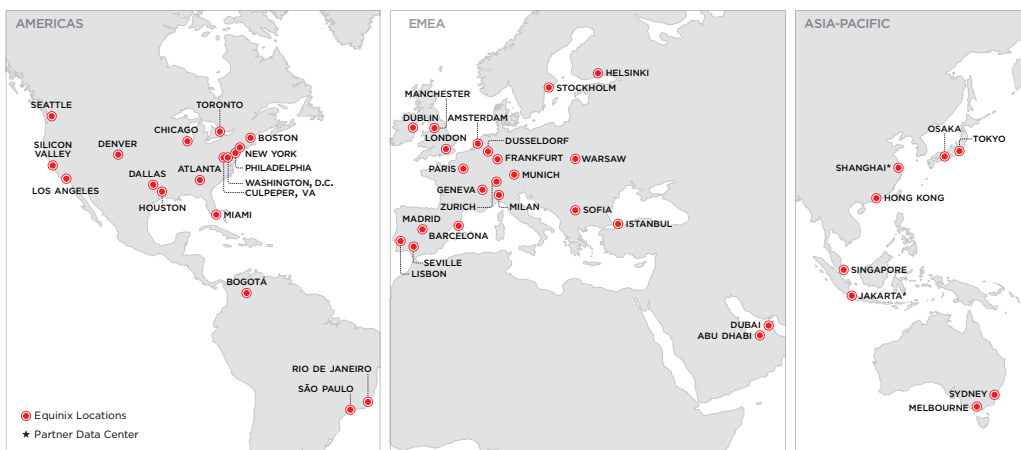 AMERICAS
SEATTLE
TORONTO
CHICAGO
BOSTON
SILICON
VALLEY
DENVER
NEW YORK
PHILADELPHIA
ATLANTA
DALLAS
WASHINGTON, D.C.
CULPEPER, VA
LOS ANGELES
HOUSTON
MIAMI
BOGOTÁ
RIO DE JANEIRO
SÃO PAULO
Equinix Locations
★ Partner Data Center
EMEA
HELSINKI
STOCKHOLM
MANCHESTER
DUBLIN
AMSTERDAM
LONDON
DUSSELDORF
FRANKFURT
WARSAW
PARIS
MUNICH
GENEVA
ZURICH
MILAN
MADRID
SOFIA
BARCELONA
ISTANBUL
SEVILLE
LISBON
DUBAI
ABU DHABI
ASIA-PACIFIC
OSAKA
TOKYO
SHANGHAI★
HONG KONG
SINGAPORE
JAKARTA★
SYDNEY
MELBOURNE